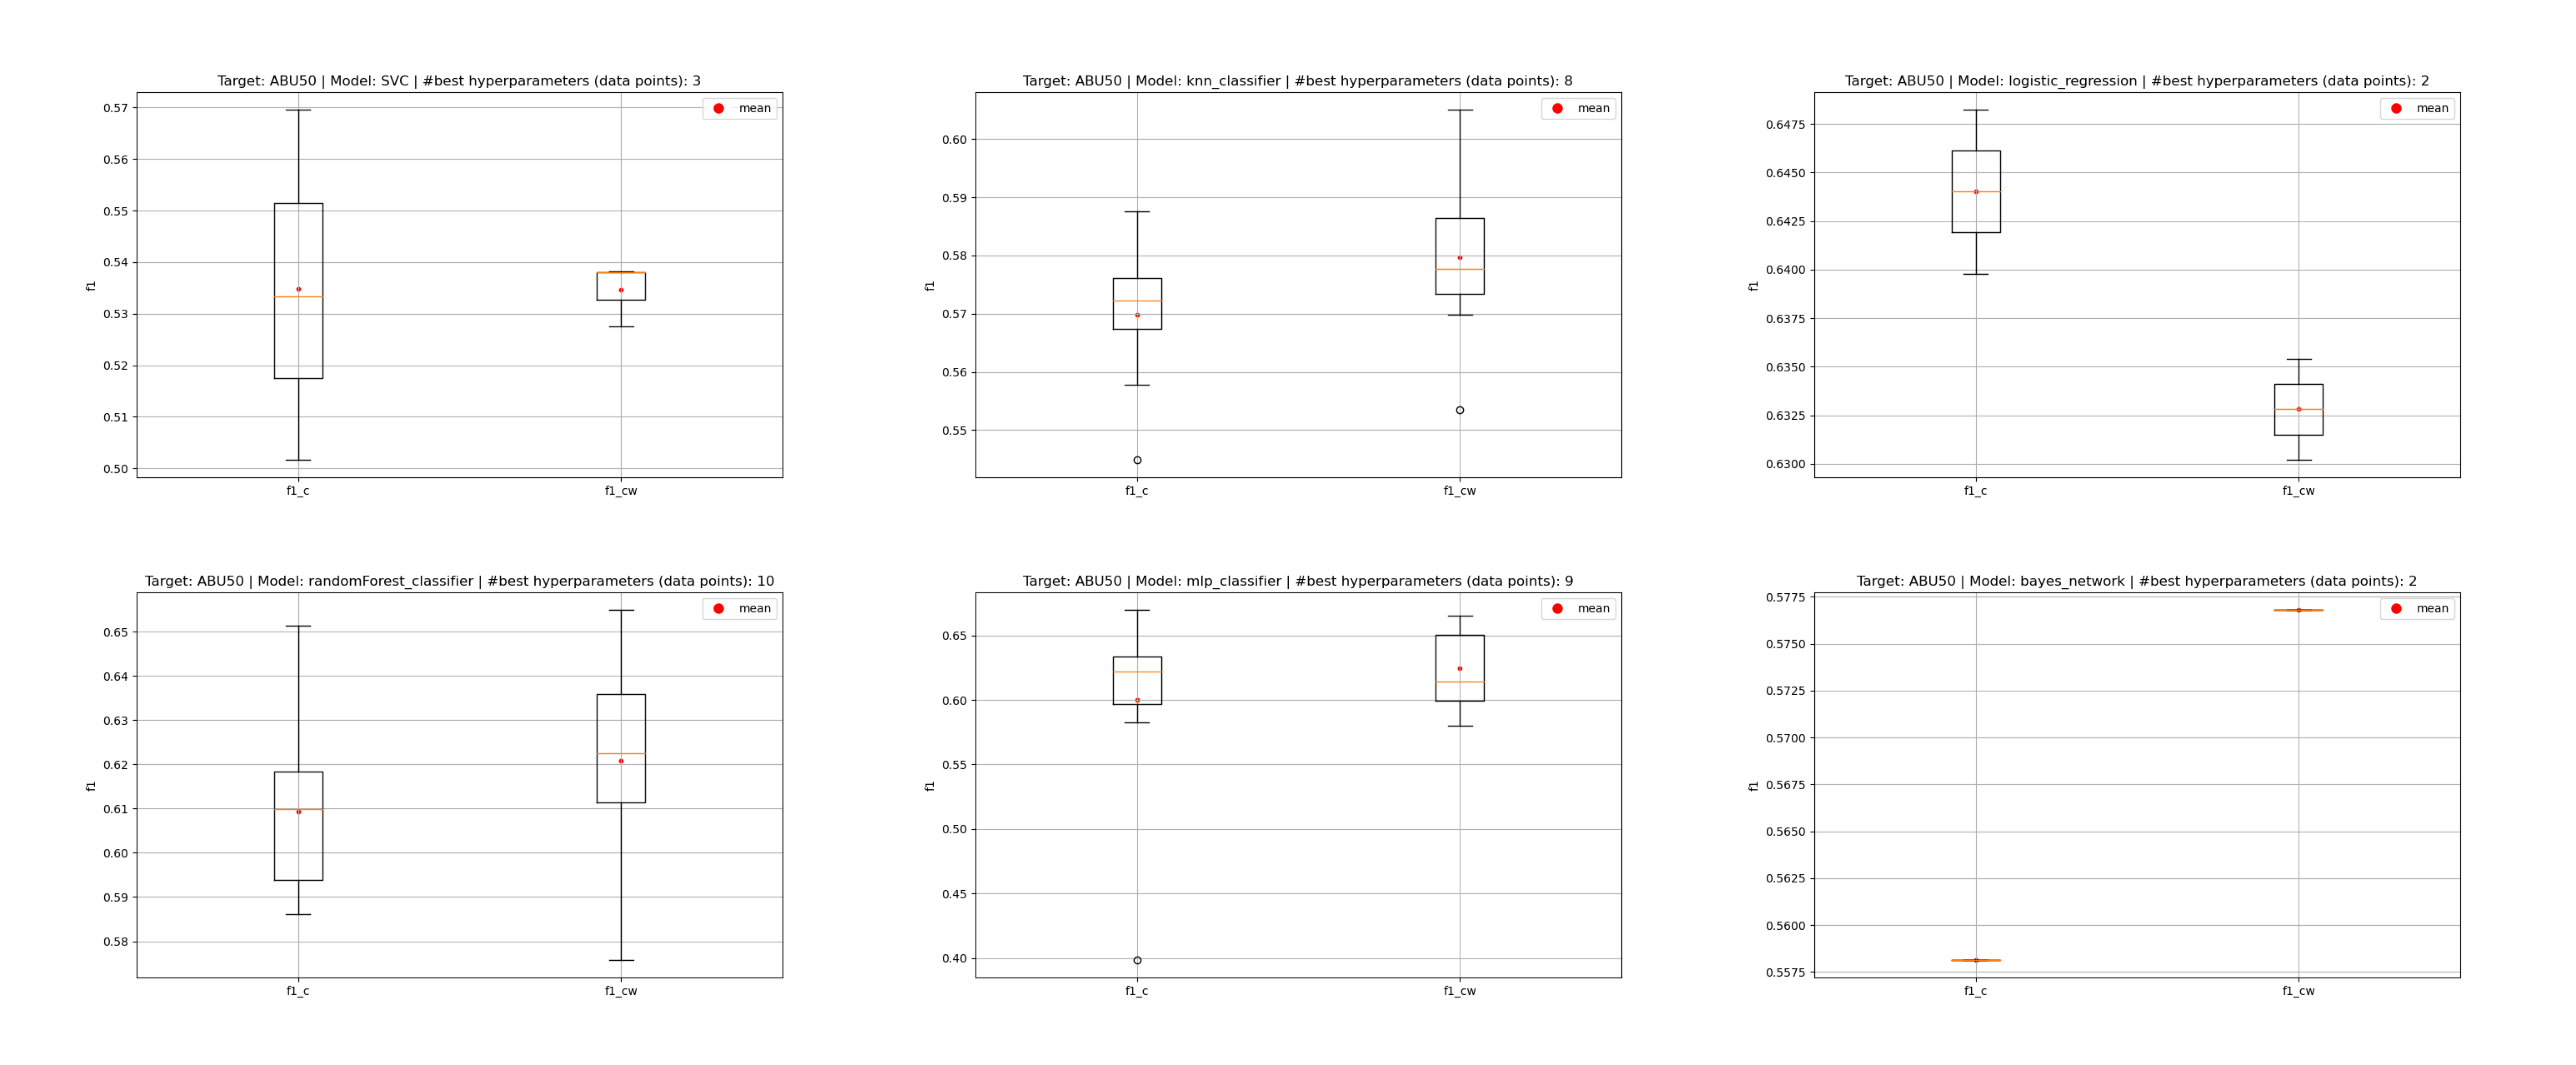 Target: ABU50 | Model: SVC | #best hyperparameters (data points): 3
mean
0.57
0.56
0.55
0.54
0.53
0.52
0.51
0.50
f1
f1_c
f1_cw
Target: ABU50 | Model: knn_classifier | #best hyperparameters (data points): 8
mean
0.60
0.59
0.58
0.57
0.56
0.55
f1
f1_c
f1_cw
Target: ABU50 | Model: logistic_regression | #best hyperparameters (data points): 2
mean
0.6475
0.6450
0.6425
0.6400
0.6375
0.6350
0.6325
0.6300
f1
f1_c
f1_cw
Target: ABU50 | Model: randomForest_classifier | #best hyperparameters (data points): 10
mean
0.65
0.64
0.63
0.62
0.61
0.60
0.59
0.58
f1
f1_c
f1_cw
Target: ABU50 | Model: mlp_classifier | #best hyperparameters (data points): 9
mean
0.65
0.60
0.55
0.50
0.45
0.40
f1
f1_c
f1_cw
Target: ABU50 | Model: bayes_network | #best hyperparameters (data points): 2
mean
0.5775
0.5750
0.5725
0.5700
0.5675
0.5650
0.5625
0.5600
0.5575
f1
f1_c
f1_cw